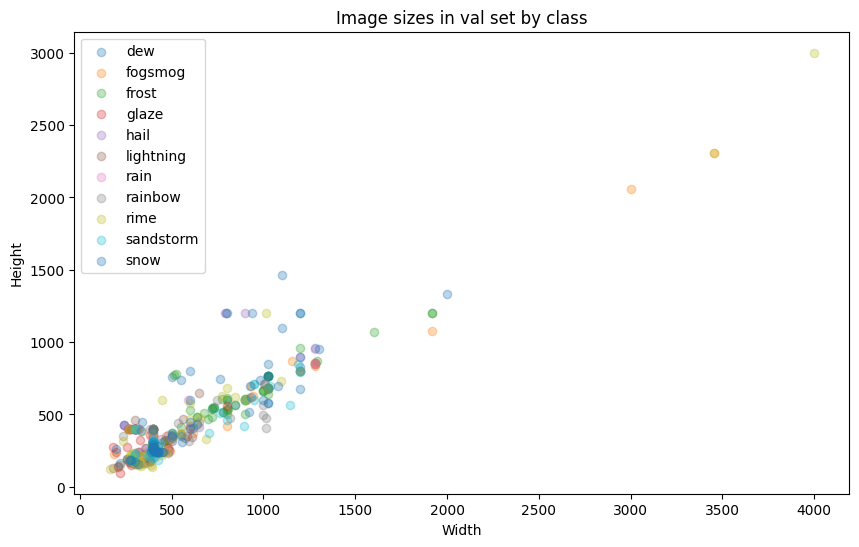 Image sizes in val set by class
3000
2500
2000
1500
1000
500
0
Height
dew
fogsmog
frost
glaze
hail
lightning
rain
rainbow
rime
sandstorm
snow
0 500 1000 1500 2000 2500 3000 3500 4000
Width